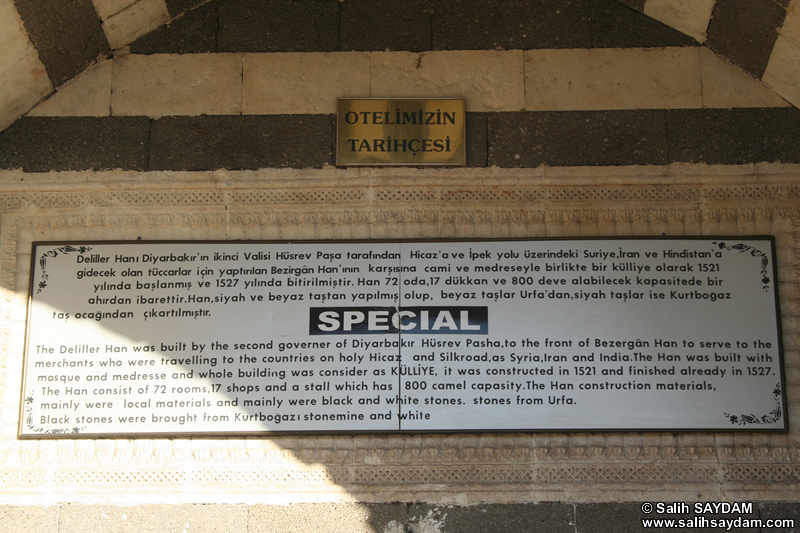 OTELIMIZIN
TARIHÇESI
Deliller Hanı Diyarbakır'ın ikinci Valisi Hüsrev Paşa tarafından Hicaz'a ve İpek yolu üzerindeki Suriye,İran ve Hindistan'a
gidecek olan tüccarlar için yaptırılan Bezirgân Han'ının karşısına cami ve medreseyle birlikte bir külliye olarak 1521
yılında başlanmış ve 1527 yılında bitirilmiştir. Han 72 oda,17 dükkan ve 800 deve alabilecek kapasitede bir
ahırdan ibarettir.Han,siyah ve beyaz taştan yapılmış olup, beyaz taşlar Urfa'dan,siyah taşlar ise Kurtboğaz
taş ocağından çıkartılmıştır.
SPECIAL
The Deliller Han was built by the second governer of Diyarbakır Hüsrev Pasha,to the front of Bezergân Han to serve to the
merchants who were travelling to the countries on holy Hicaz and Silkroad,as Syria,Iran and India.The Han was built with
mosque and medresse and whole building was consider as KÜLLİYE, it was constructed in 1521 and finished already in 1527.
The Han consist of 72 rooms,17 shops and a stall which has 800 camel capasity.The Han construction materials,
mainly were local materials and mainly were black and white stones. stones from Urfa.
Black stones were brought from Kurtboğazı stonemine and white
© Salih SAYDAM
www.salihsaydam.com